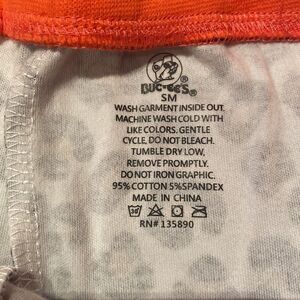 BUC-EE'S®
SM
WASH GARMENT INSIDE OUT.
MACHINE WASH COLD WITH
LIKE COLORS. GENTLE
CYCLE, DO NOT BLEACH.
TUMBLE DRY LOW,
REMOVE PROMPTLY.
DO NOT IRON GRAPHIC.
95% COTTON 5%SPANDEX
MADE IN CHINA
RN# 135890